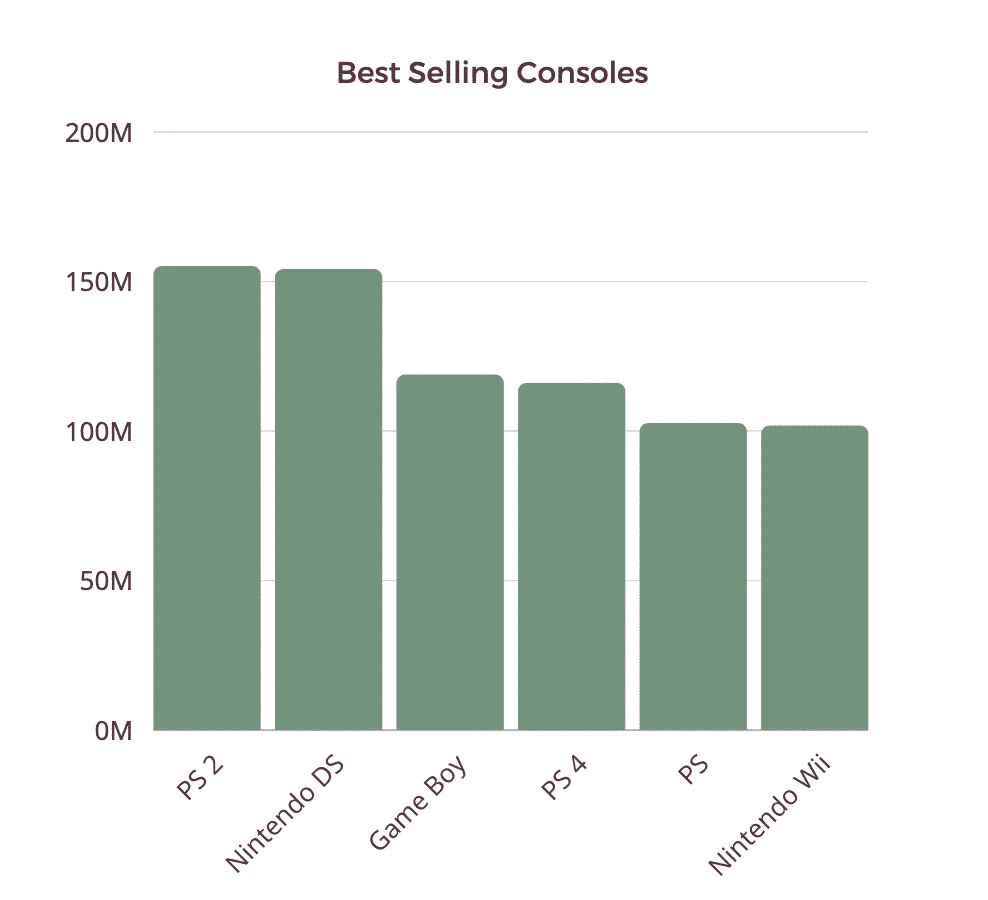 Best Selling Consoles
200M
150M
100M
50M
0M
PS 2
Nintendo DS
Game Boy
PS 4
PS
Nintendo Wii